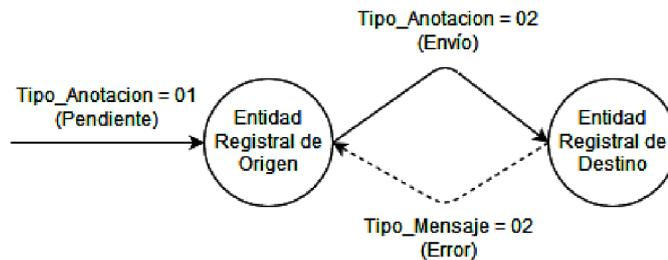 Tipo_Anotacion = 02
(Envío)
Tipo_Anotacion = 01
(Pendiente)
Entidad
Registral de
Origen
Entidad
Registral de
Destino
Tipo_Mensaje = 02
(Error)